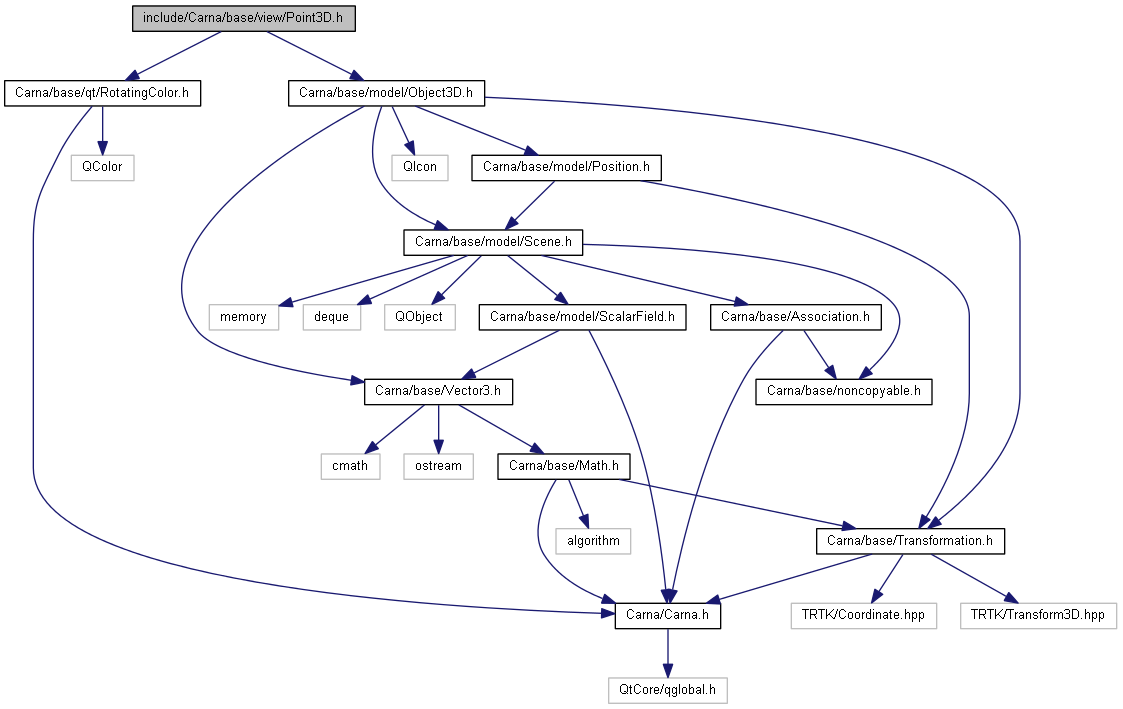 include/Carna/base/view/Point3D.h
Carna/base/qt/RotatingColor.h
Carna/base/model/Object3D.h
QColor
QIcon
Carna/base/model/Position.h
Carna/base/model/Scene.h
memory
deque
QObject
Carna/base/model/ScalarField.h
Carna/base/Association.h
Carna/base/Vector3.h
Carna/base/noncopyable.h
cmath
ostream
Carna/base/Math.h
algorithm
Carna/base/Transformation.h
Carna/Carna.h
TRTK/Coordinate.hpp
TRTK/Transform3D.hpp
QtCore/qglobal.h